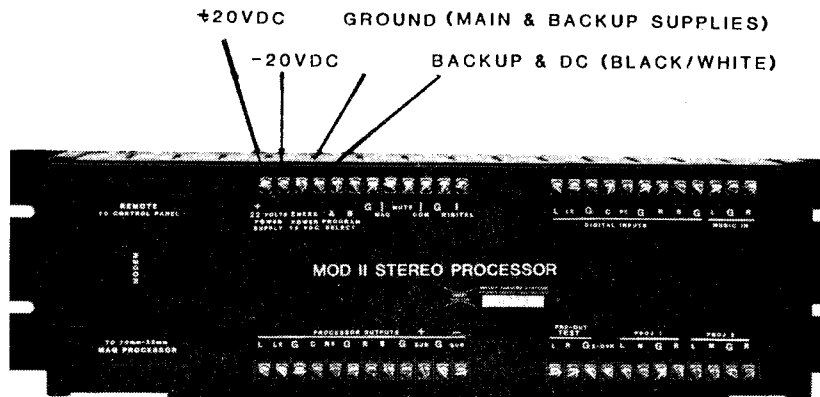 +20VDC GROUND (MAIN & BACKUP SUPPLIES)
-20VDC BACKUP & DC (BLACK/WHITE)
REMOTE
TO CONTROL PANEL
+ A B G MUTE G
MAG COM DIGITAL
22 VOLTS EMERG PROGRAM
POWER POWER SELECT
SUPPLY
L G C G R S G L G R
DIGITAL INPUTS MUSIC IN
MOD II STEREO PROCESSOR
TO 70mm-35mm
MAG PROCESSOR
PROCESSOR OUTPUTS + -
L G C G R S G SUR G
PRE-OUT
TEST PROJ 1 PROJ 2
L R G L N G R L N G R